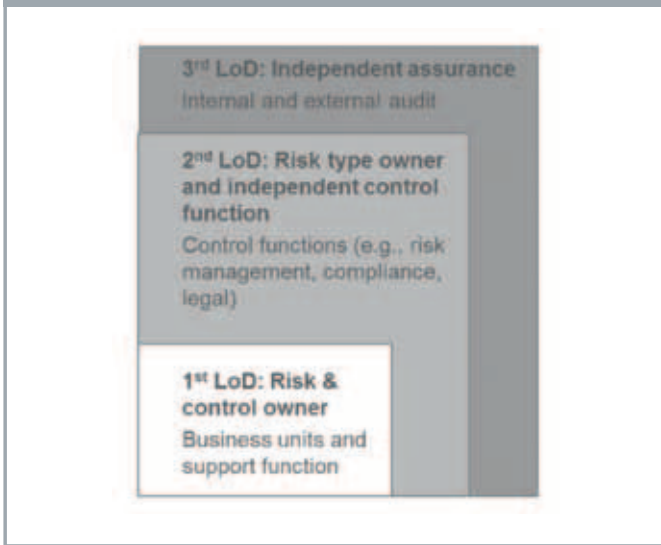 3rd LoD: Independent assurance
Internal and external audit
2nd LoD: Risk type owner
and independent control
function
Control functions (e.g., risk
management, compliance,
legal)
1st LoD: Risk &
control owner
Business units and
support function